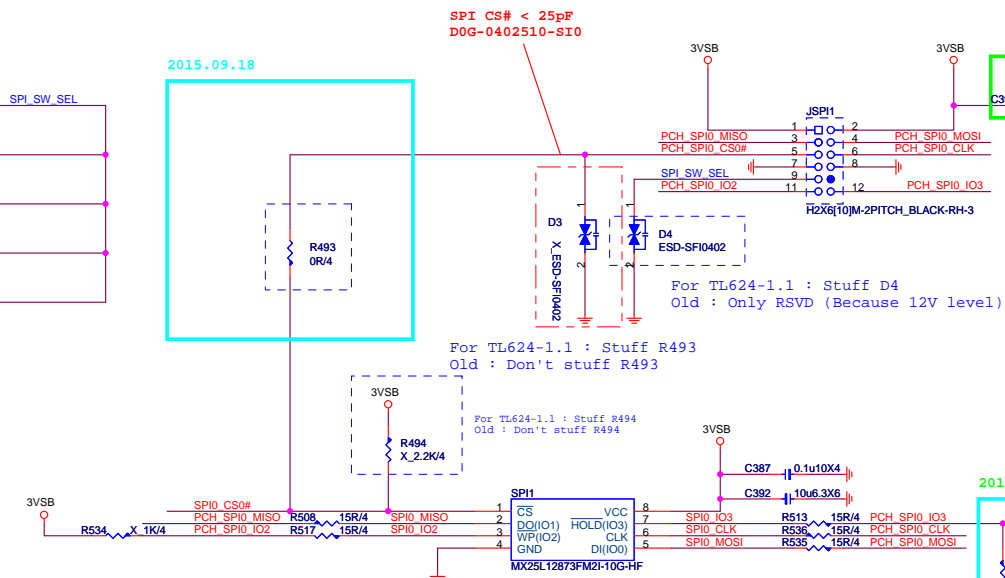 SPI CS# < 25pF
D0G-0402510-SI0
2015.09.18
3VSB
3VSB
SPI_SW_SEL
JSPI1
1
2
PCH_SPI0_MISO
3
4
PCH_SPI0_MOSI
PCH_SPI0_CS0#
5
6
PCH_SPI0_CLK
7
8
SPI_SW_SEL
9
PCH_SPI0_IO2
11
12
PCH_SPI0_IO3
H2X6[10]M-2PITCH_BLACK-RH-3
1
1
D3
X_ESD-SFI0402
2
D4
ESD-SFI0402
2
R493
0R/4
For TL624-1.1 : Stuff D4
Old : Only RSVD (Because 12V level)
For TL624-1.1 : Stuff R493
Old : Don't stuff R493
3VSB
R494
X_2.2K/4
For TL624-1.1 : Stuff R494
Old : Don't stuff R494
3VSB
C387
0.1u10X4
C392
10u6.3X6
3VSB
R534
X_1K/4
SPI0_CS0#
PCH_SPI0_MISO
R508
15R/4
SPI0_MISO
PCH_SPI0_IO2
R517
15R/4
SPI0_IO2
SPI1
1
CS
VCC
8
2
DO(IO1)
HOLD(IO3)
7
3
WP(IO2)
CLK
6
4
GND
DI(IO0)
5
MX25L12873FM2I-10G-HF
SPI0_IO3
R513
15R/4
PCH_SPI0_IO3
SPI0_CLK
R536
15R/4
PCH_SPI0_CLK
SPI0_MOSI
R535
15R/4
PCH_SPI0_MOSI